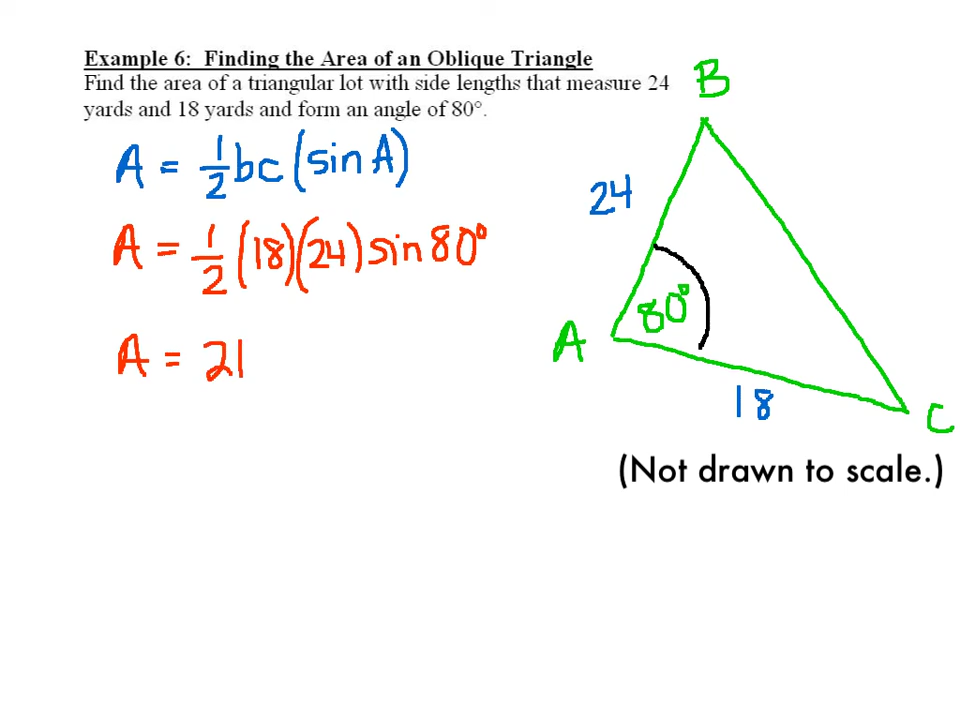 Example 6: Finding the Area of an Oblique Triangle
Find the area of a triangular lot with side lengths that measure 24
yards and 18 yards and form an angle of 80°.
A = 1/2 bc (sin A)
A = 1/2 (18)(24) sin 80°
A = 21
B
24
80°
A
18
C
(Not drawn to scale.)